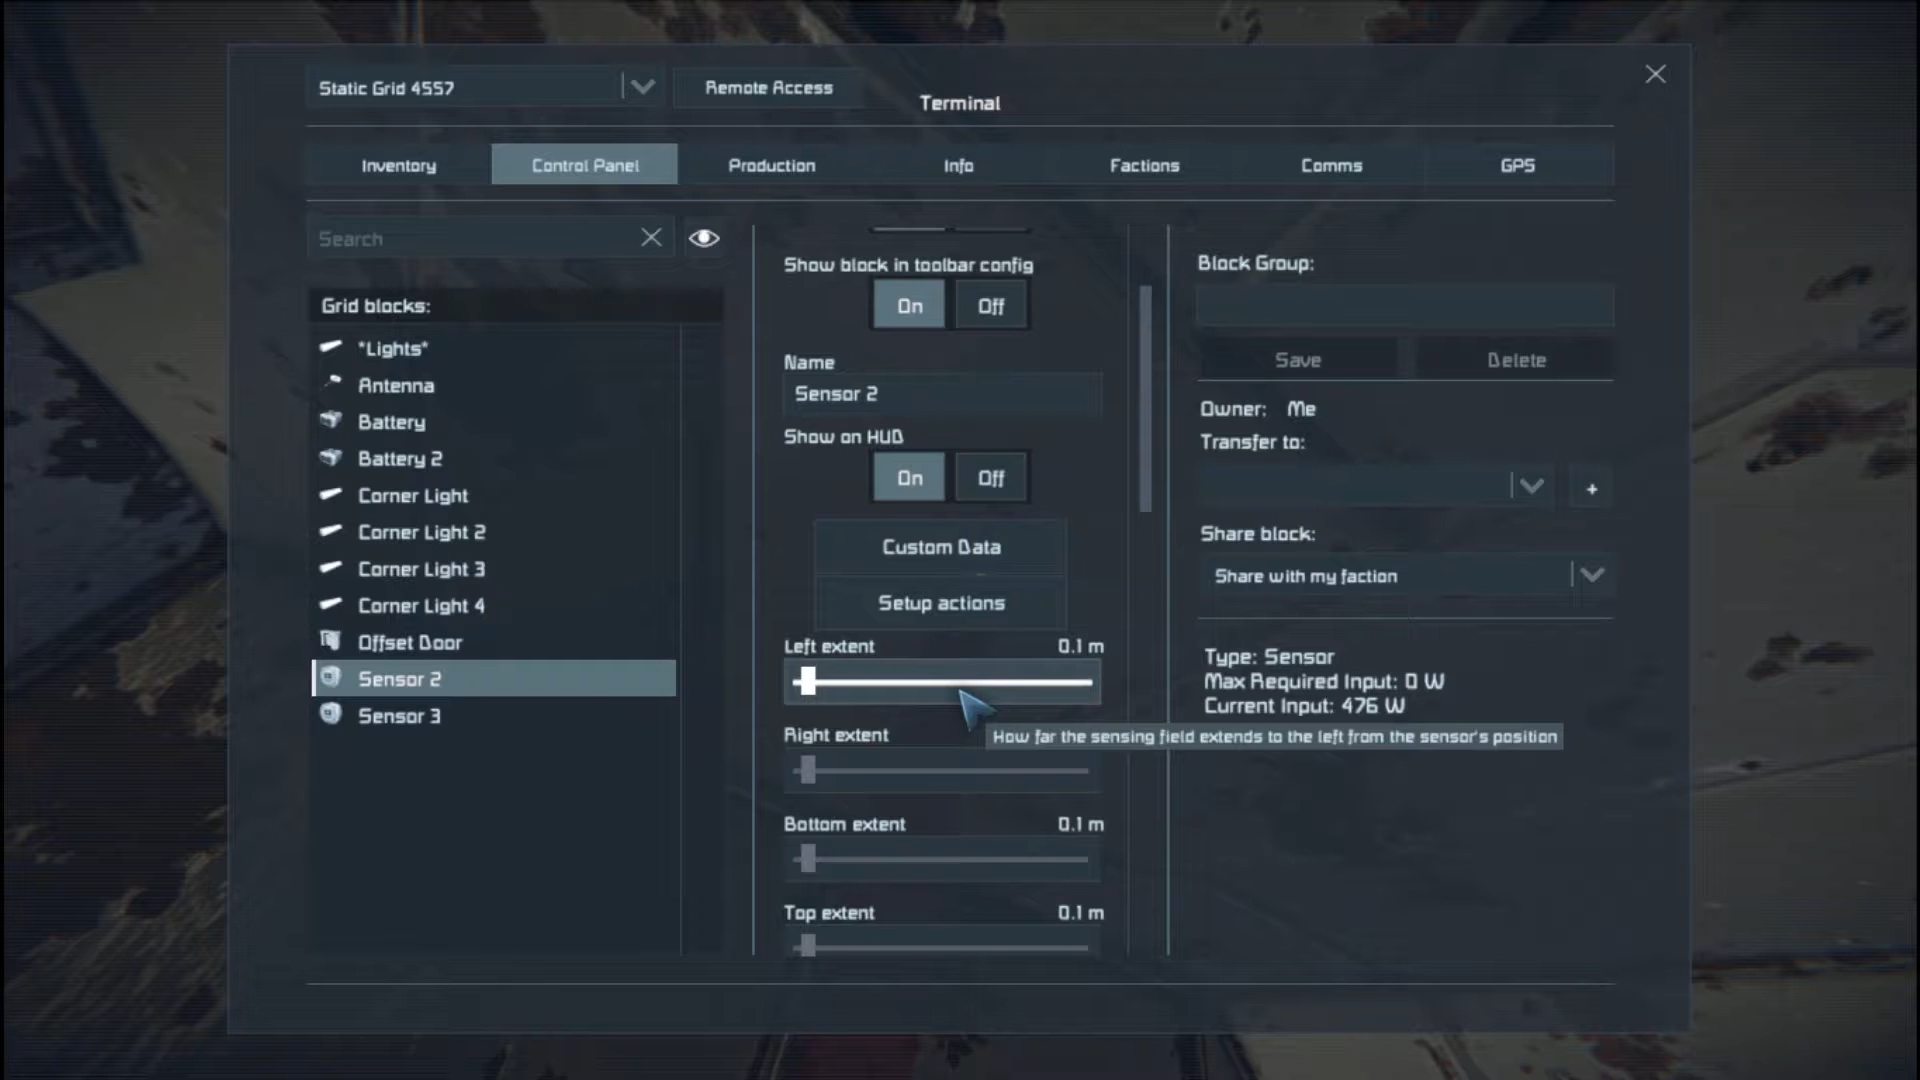 Static Grid 4557
Remote Access
Terminal
Inventory
Control Panel
Production
Info
Factions
Comms
GPS
Search
Grid blocks:
*Lights*
Antenna
Battery
Battery 2
Corner Light
Corner Light 2
Corner Light 3
Corner Light 4
Offset Door
Sensor 2
Sensor 3
Show block in toolbar config
On
Off
Name
Sensor 2
Show on HUD
On
Off
Custom Data
Setup actions
Left extent 0.1 m
Right extent
How far the sensing field extends to the left from the sensor's position
Bottom extent 0.1 m
Top extent 0.1 m
Block Group:
Save
Delete
Owner: Me
Transfer to:
+
Share block:
Share with my faction
Type: Sensor
Max Required Input: 0 W
Current Input: 476 W